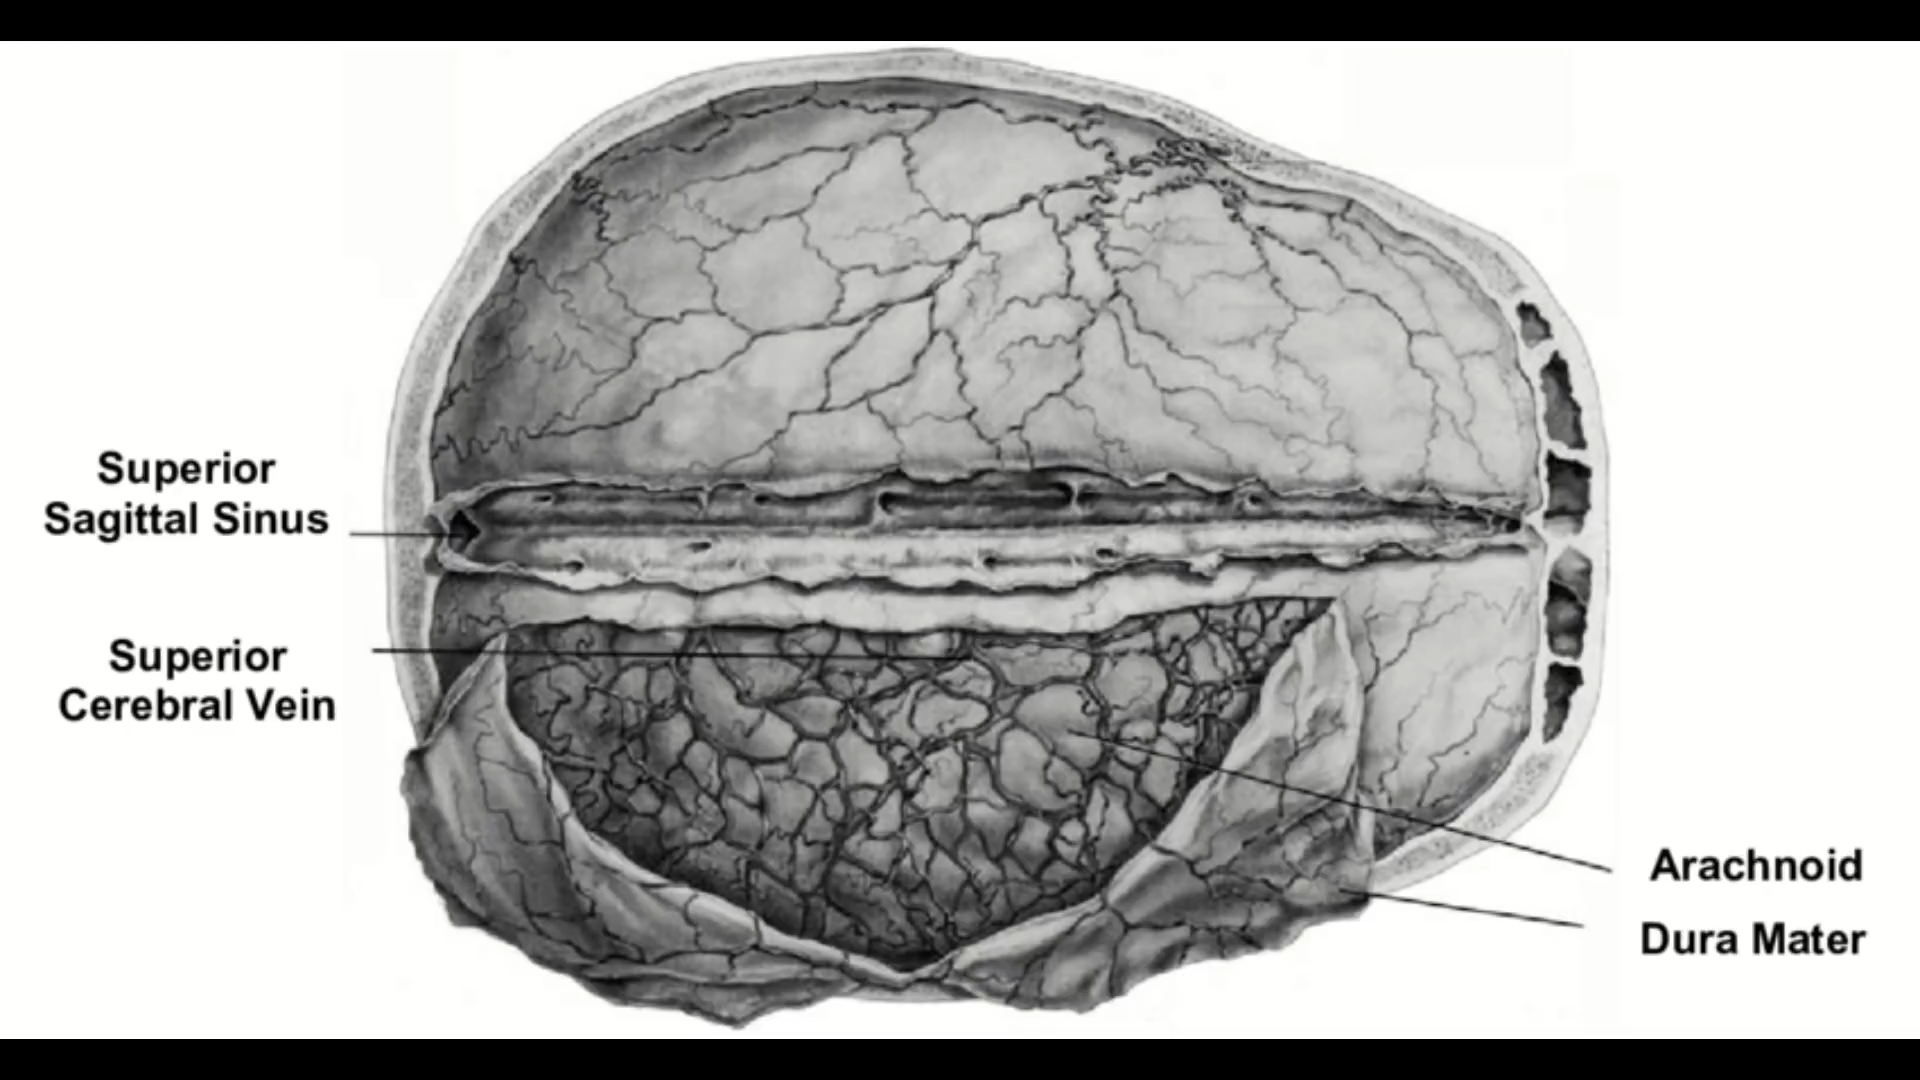 Superior
Sagittal Sinus
Superior
Cerebral Vein
Arachnoid
Dura Mater